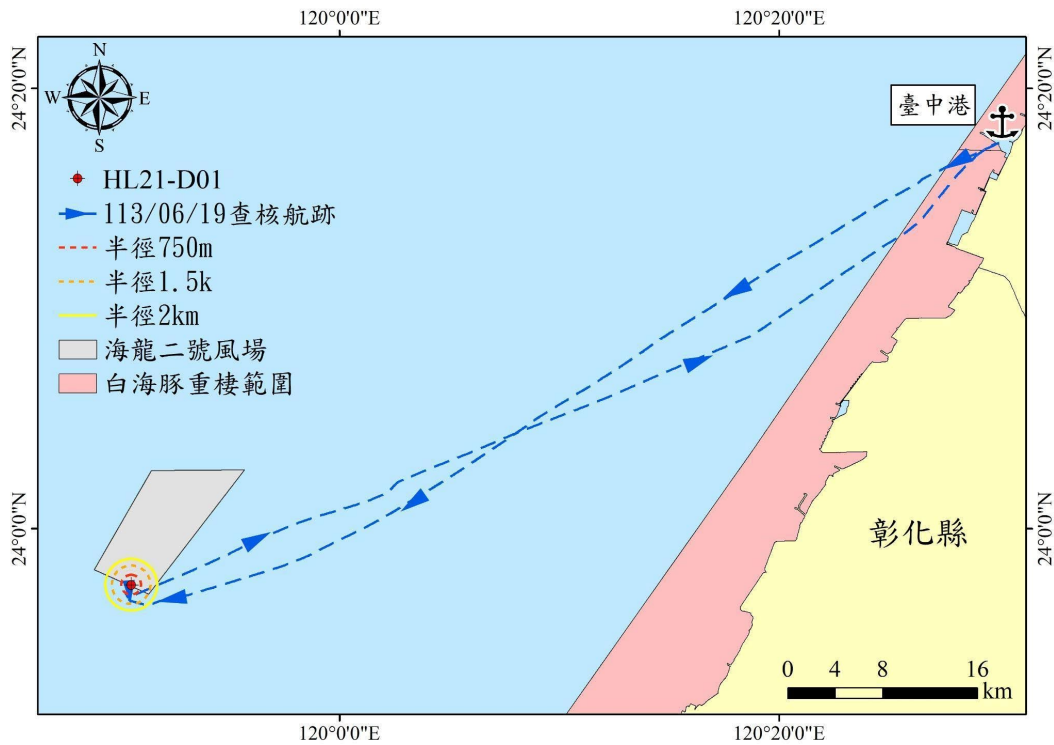 120°0'0"E
120°20'0"E
24°20'0"N
24°20'0"N
N
W
E
S
臺中港
HL21-D01
113/06/19查核航跡
半徑750m
半徑1.5k
半徑2km
海龍二號風場
白海豚重棲範圍
24°0'0"N
24°0'0"N
彰化縣
0 4 8 16
km
120°0'0"E
120°20'0"E